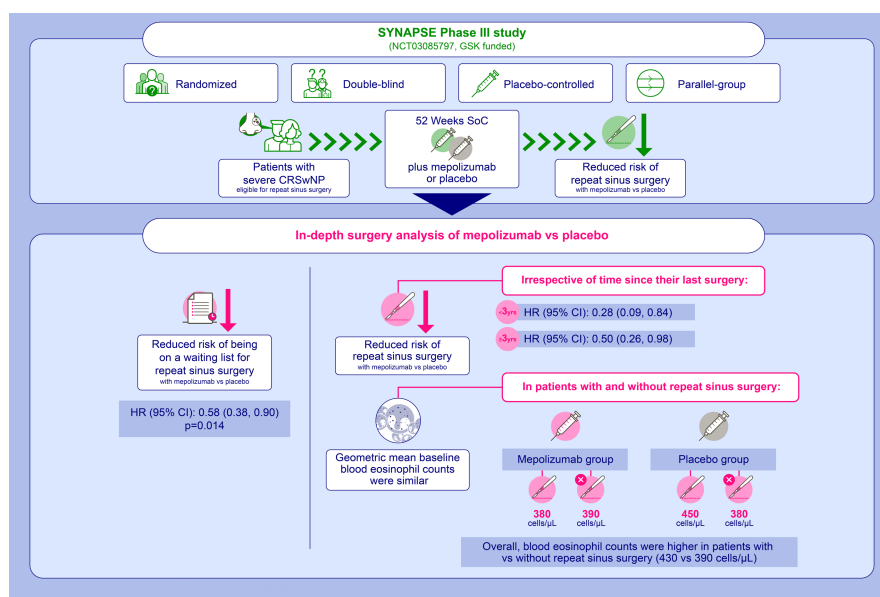 SYNAPSE Phase III study
(NCT03085797, GSK funded)
Randomized
Double-blind
Placebo-controlled
Parallel-group
?
? ?
Patients with
severe CRSwNP
eligible for repeat sinus surgery
52 Weeks SoC
plus mepolizumab
or placebo
Reduced risk of
repeat sinus surgery
with mepolizumab vs placebo
In-depth surgery analysis of mepolizumab vs placebo
Reduced risk of being
on a waiting list for
repeat sinus surgery
with mepolizumab vs placebo
HR (95% CI): 0.58 (0.38, 0.90)
p=0.014
Reduced risk of
repeat sinus surgery
with mepolizumab vs placebo
Irrespective of time since their last surgery:
<3yrs HR (95% CI): 0.28 (0.09, 0.84)
≥3yrs HR (95% CI): 0.50 (0.26, 0.98)
Geometric mean baseline
blood eosinophil counts
were similar
In patients with and without repeat sinus surgery:
Mepolizumab group
380
cells/µL
390
cells/µL
Placebo group
450
cells/µL
380
cells/µL
Overall, blood eosinophil counts were higher in patients with
vs without repeat sinus surgery (430 vs 390 cells/µL)